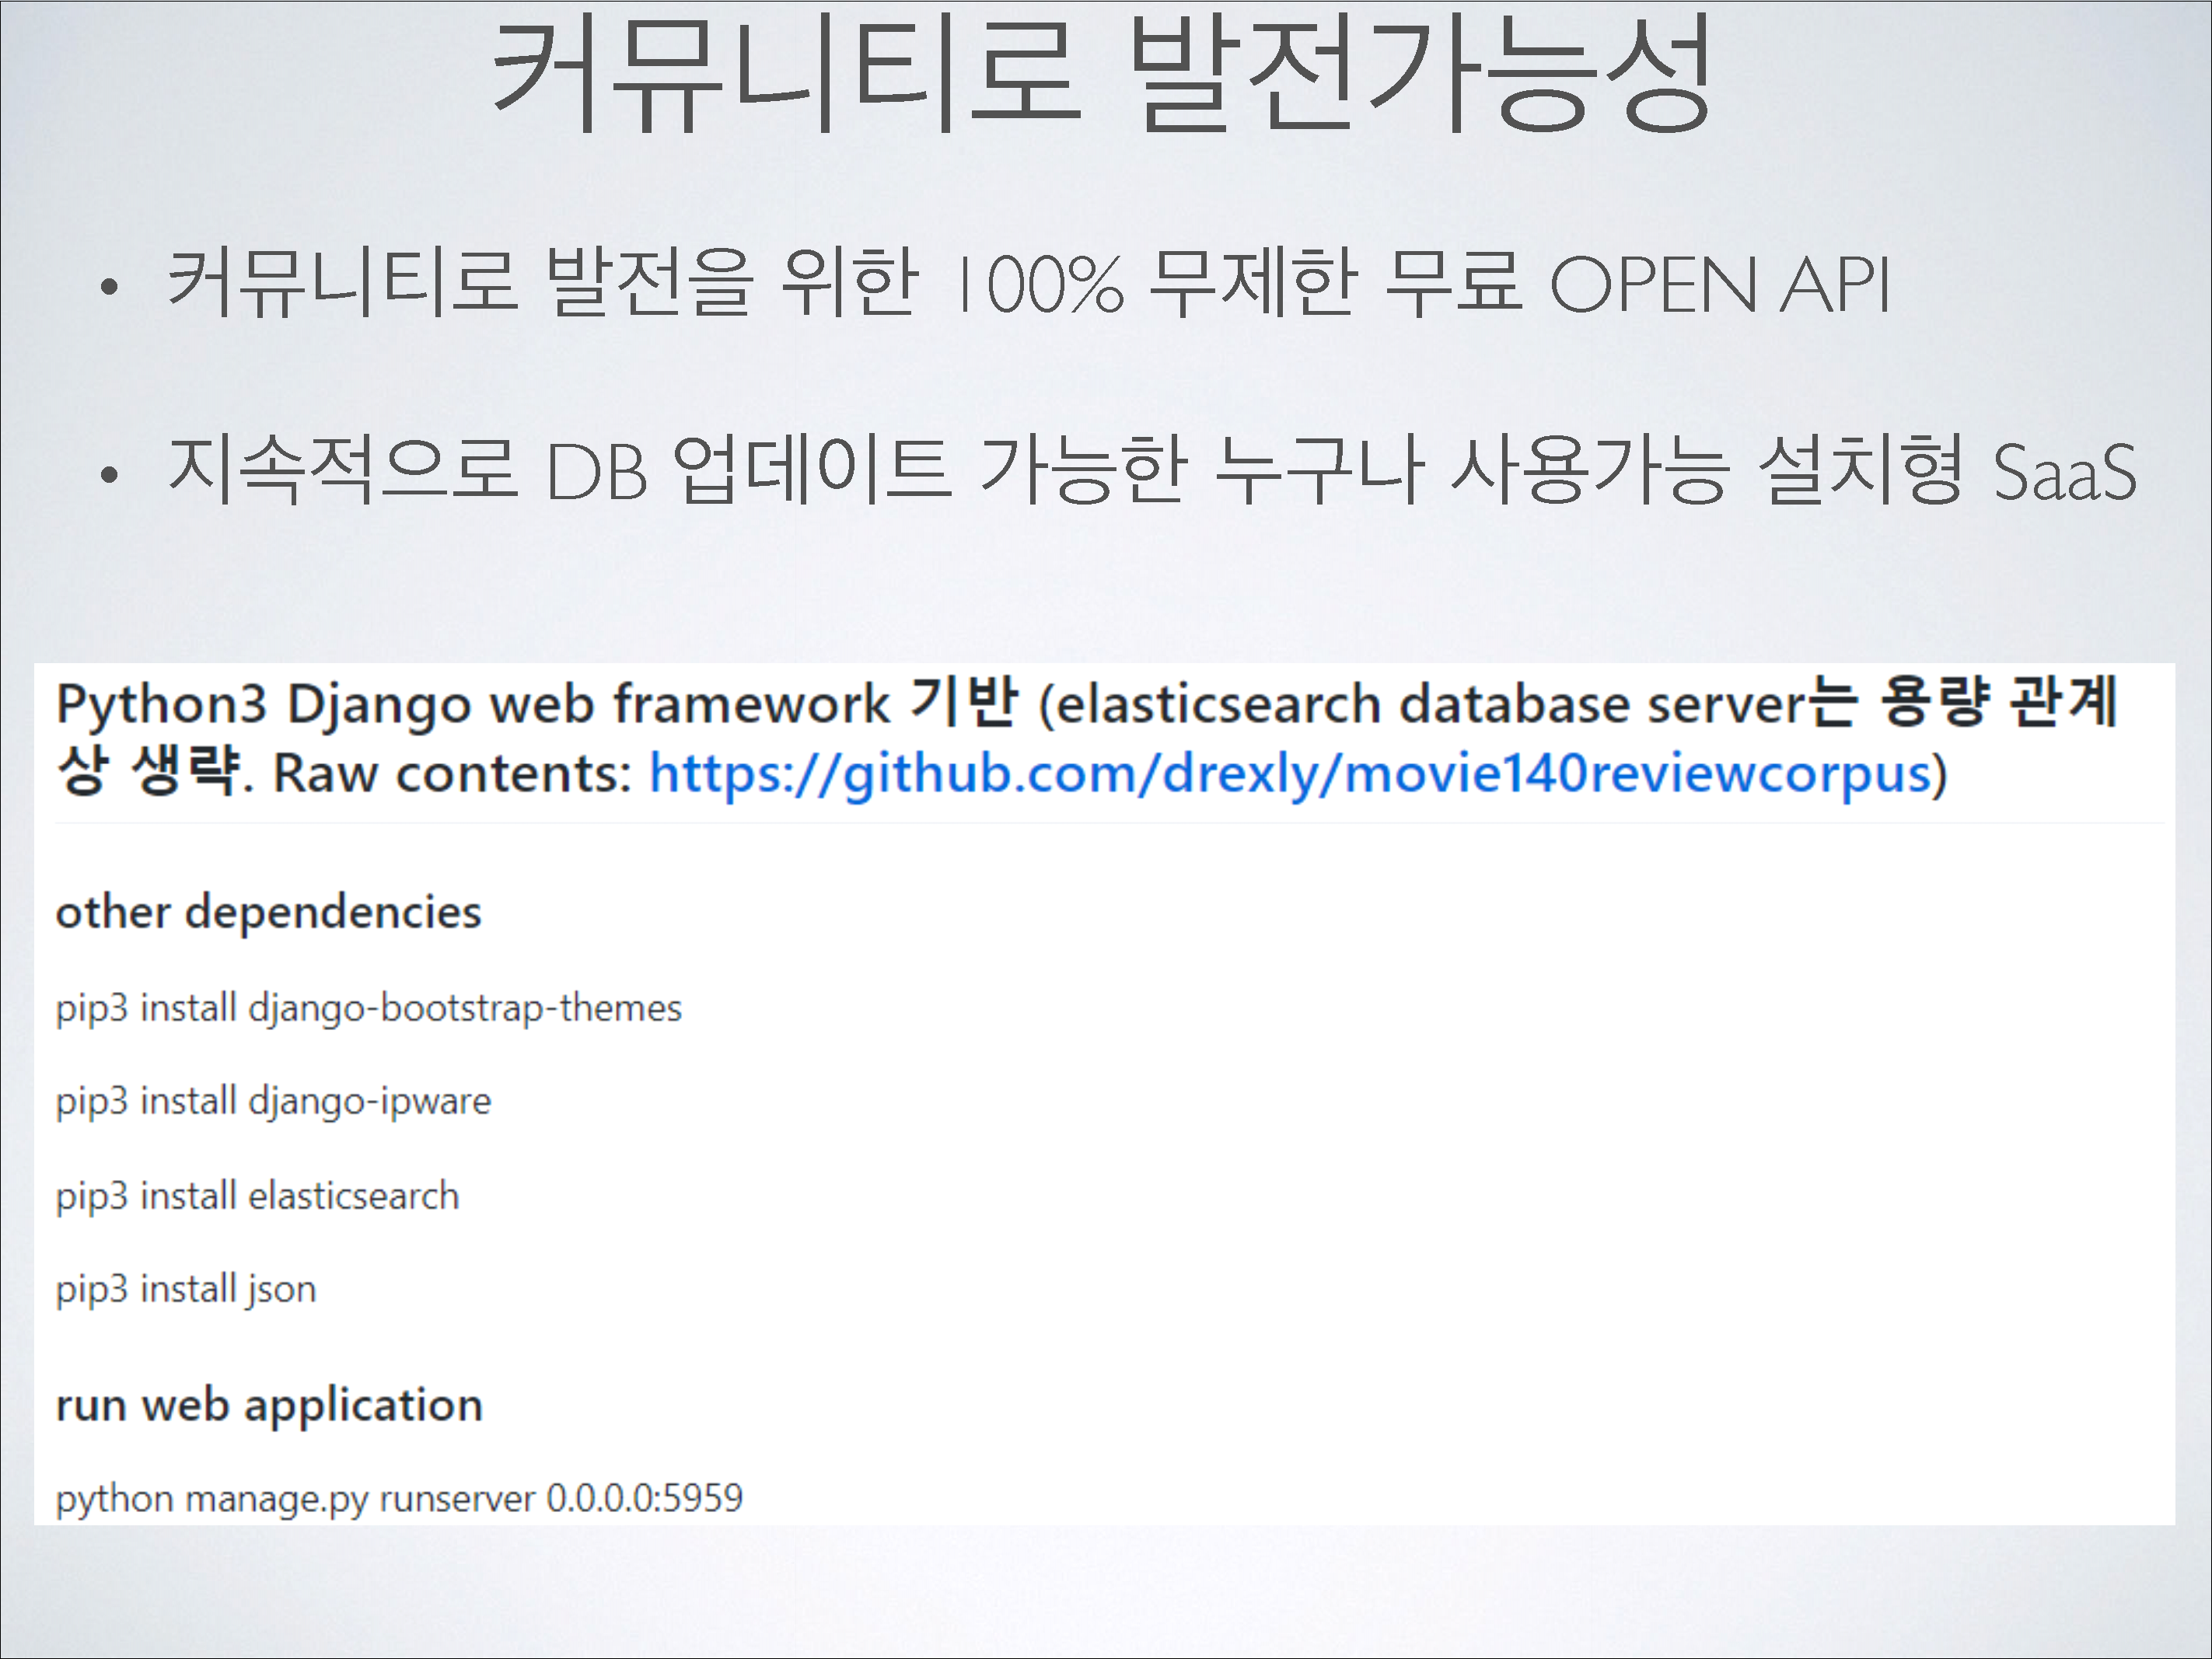 커뮤니티로 발전가능성
• 커뮤니티로 발전을 위한 100% 무제한 무료 OPEN API
• 지속적으로 DB 업데이트 가능한 누구나 사용가능 설치형 SaaS
Python3 Django web framework 기반 (elasticsearch database server는 용량 관계
상 생략. Raw contents: https://github.com/drexly/movie140reviewcorpus)
other dependencies
pip3 install django-bootstrap-themes
pip3 install django-ipware
pip3 install elasticsearch
pip3 install json
run web application
python manage.py runserver 0.0.0.0:5959